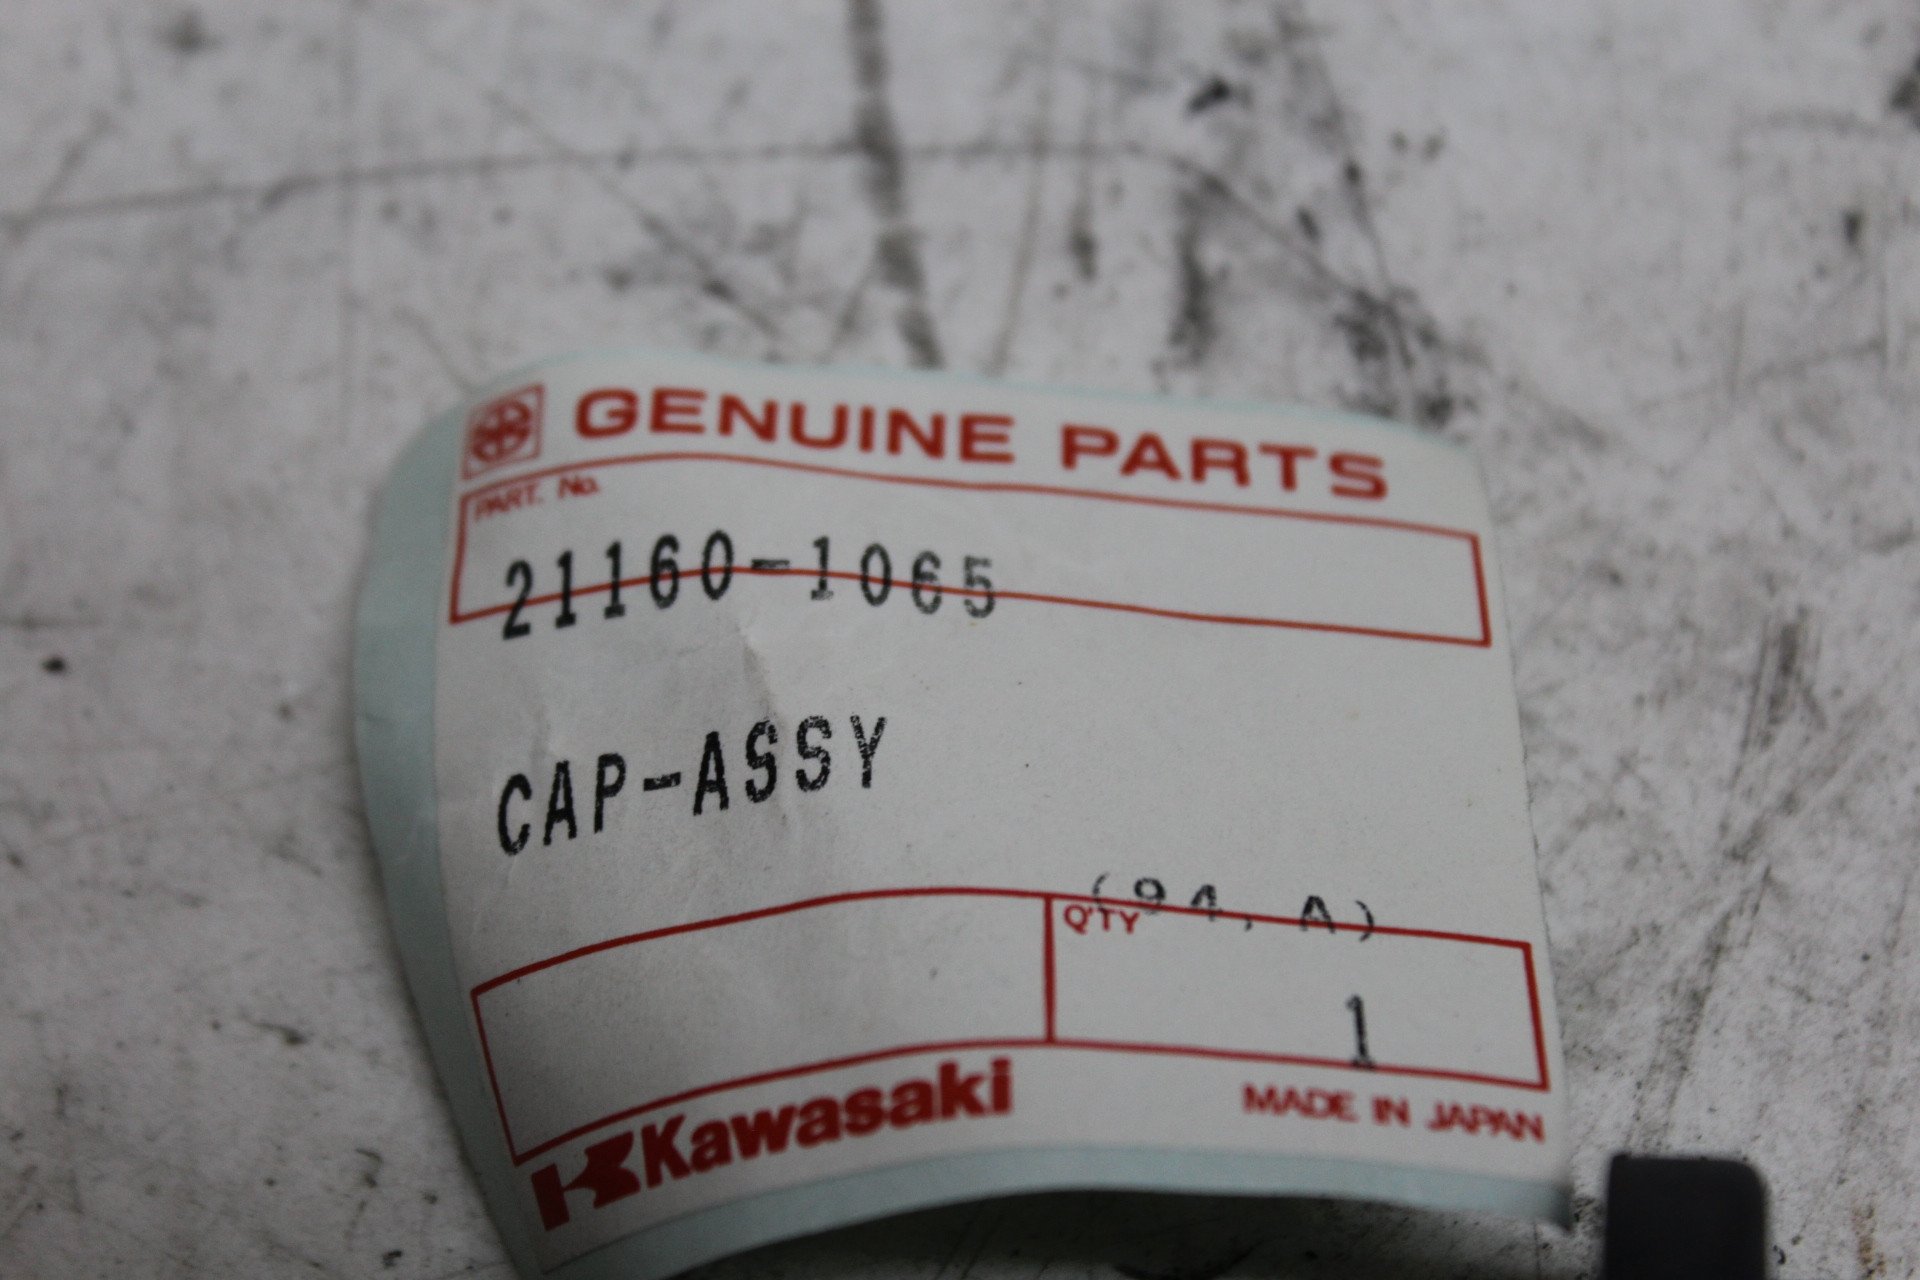 GENUINE PARTS
PART. No.
21160-1065
CAP-ASSY
(94, A)
Q'TY
1
Kawasaki
MADE IN JAPAN